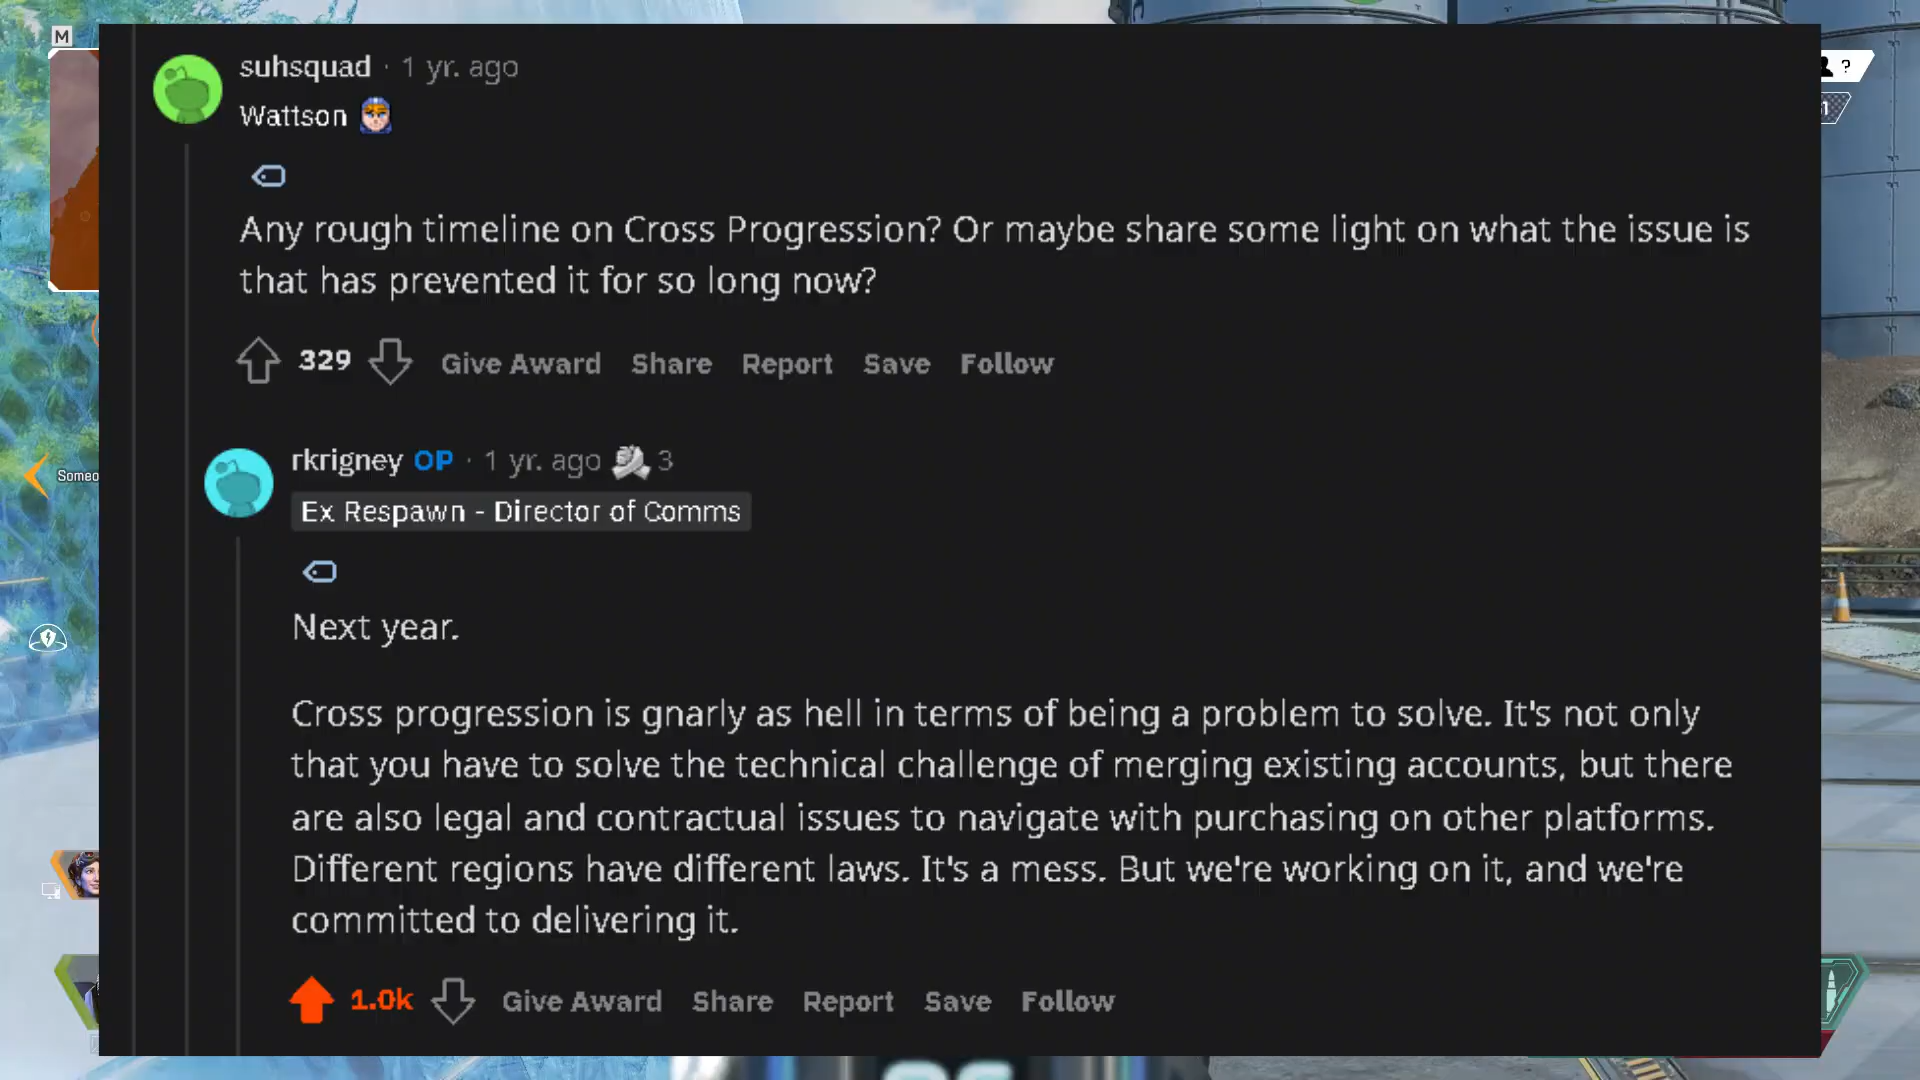 M
suhsquad · 1 yr. ago
?
Wattson
1
Any rough timeline on Cross Progression? Or maybe share some light on what the issue is
that has prevented it for so long now?
329 Give Award Share Report Save Follow
rkrigney OP · 1 yr. ago 3
Someo
Ex Respawn - Director of Comms
Next year.
Cross progression is gnarly as hell in terms of being a problem to solve. It's not only
that you have to solve the technical challenge of merging existing accounts, but there
are also legal and contractual issues to navigate with purchasing on other platforms.
Different regions have different laws. It's a mess. But we're working on it, and we're
committed to delivering it.
1.0k Give Award Share Report Save Follow